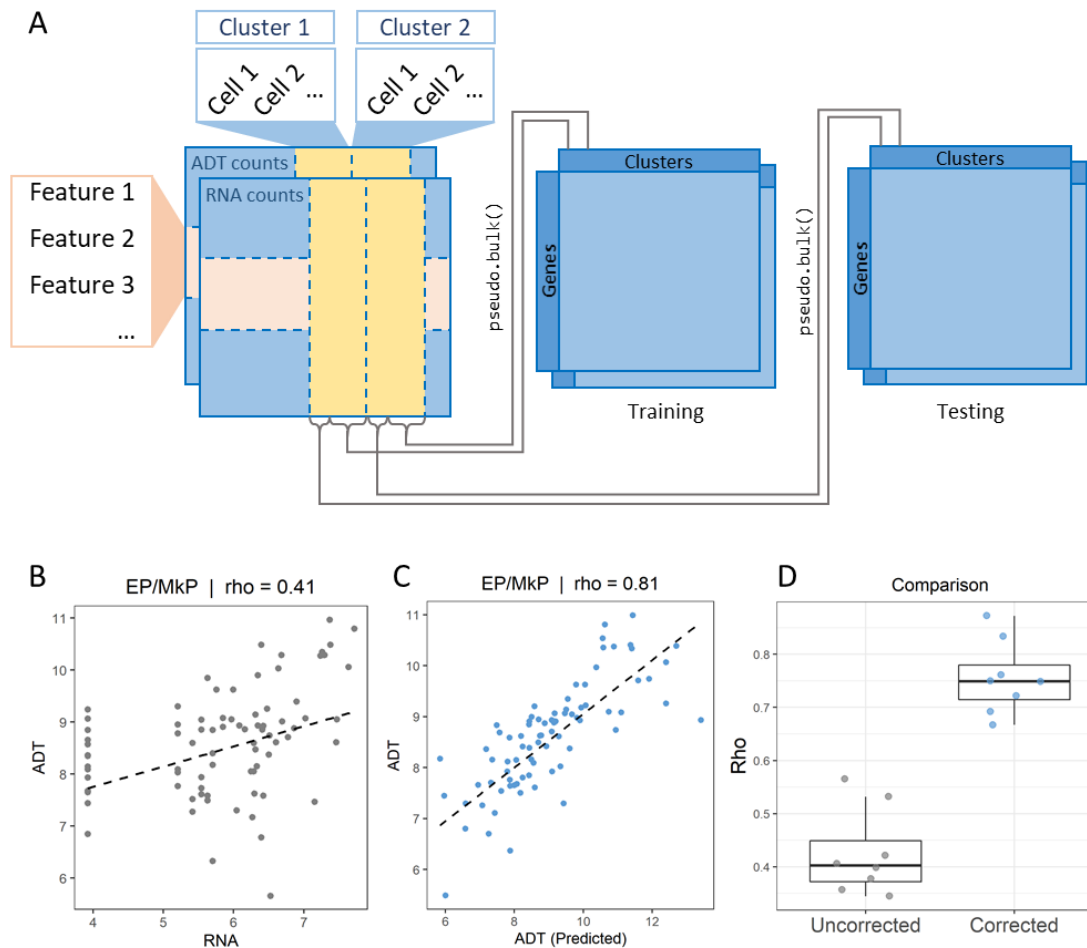 A
Cluster 1
Cluster 2
Cell 1
Cell 2
...
Cell 1
Cell 2
...
ADT counts
RNA counts
Feature 1
Feature 2
Feature 3
...
pseudo.bulk()
Clusters
Genes
Training
pseudo.bulk()
Clusters
Genes
Testing
B
EP/MkP | rho = 0.41
ADT
11
10
9
8
7
6
4
5
6
7
RNA
C
EP/MkP | rho = 0.81
ADT
11
10
9
8
7
6
6
8
10
12
ADT (Predicted)
D
Comparison
Rho
0.8
0.7
0.6
0.5
0.4
Uncorrected
Corrected